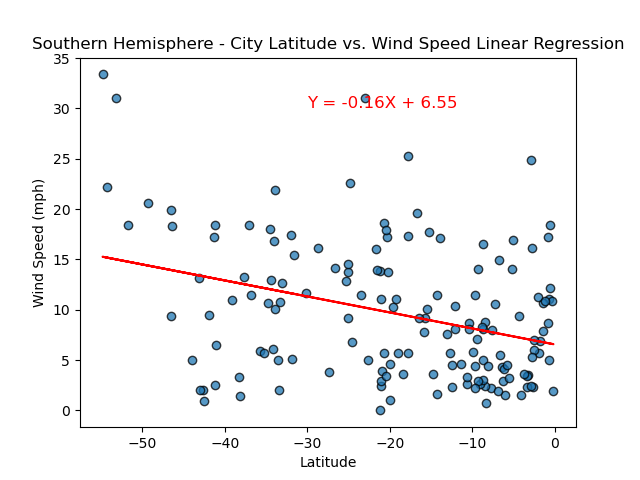 Southern Hemisphere - City Latitude vs. Wind Speed Linear Regression
35
Y = -0.16X + 6.55
30
25
20
15
10
5
0
Wind Speed (mph)
−50 −40 −30 −20 −10 0
Latitude